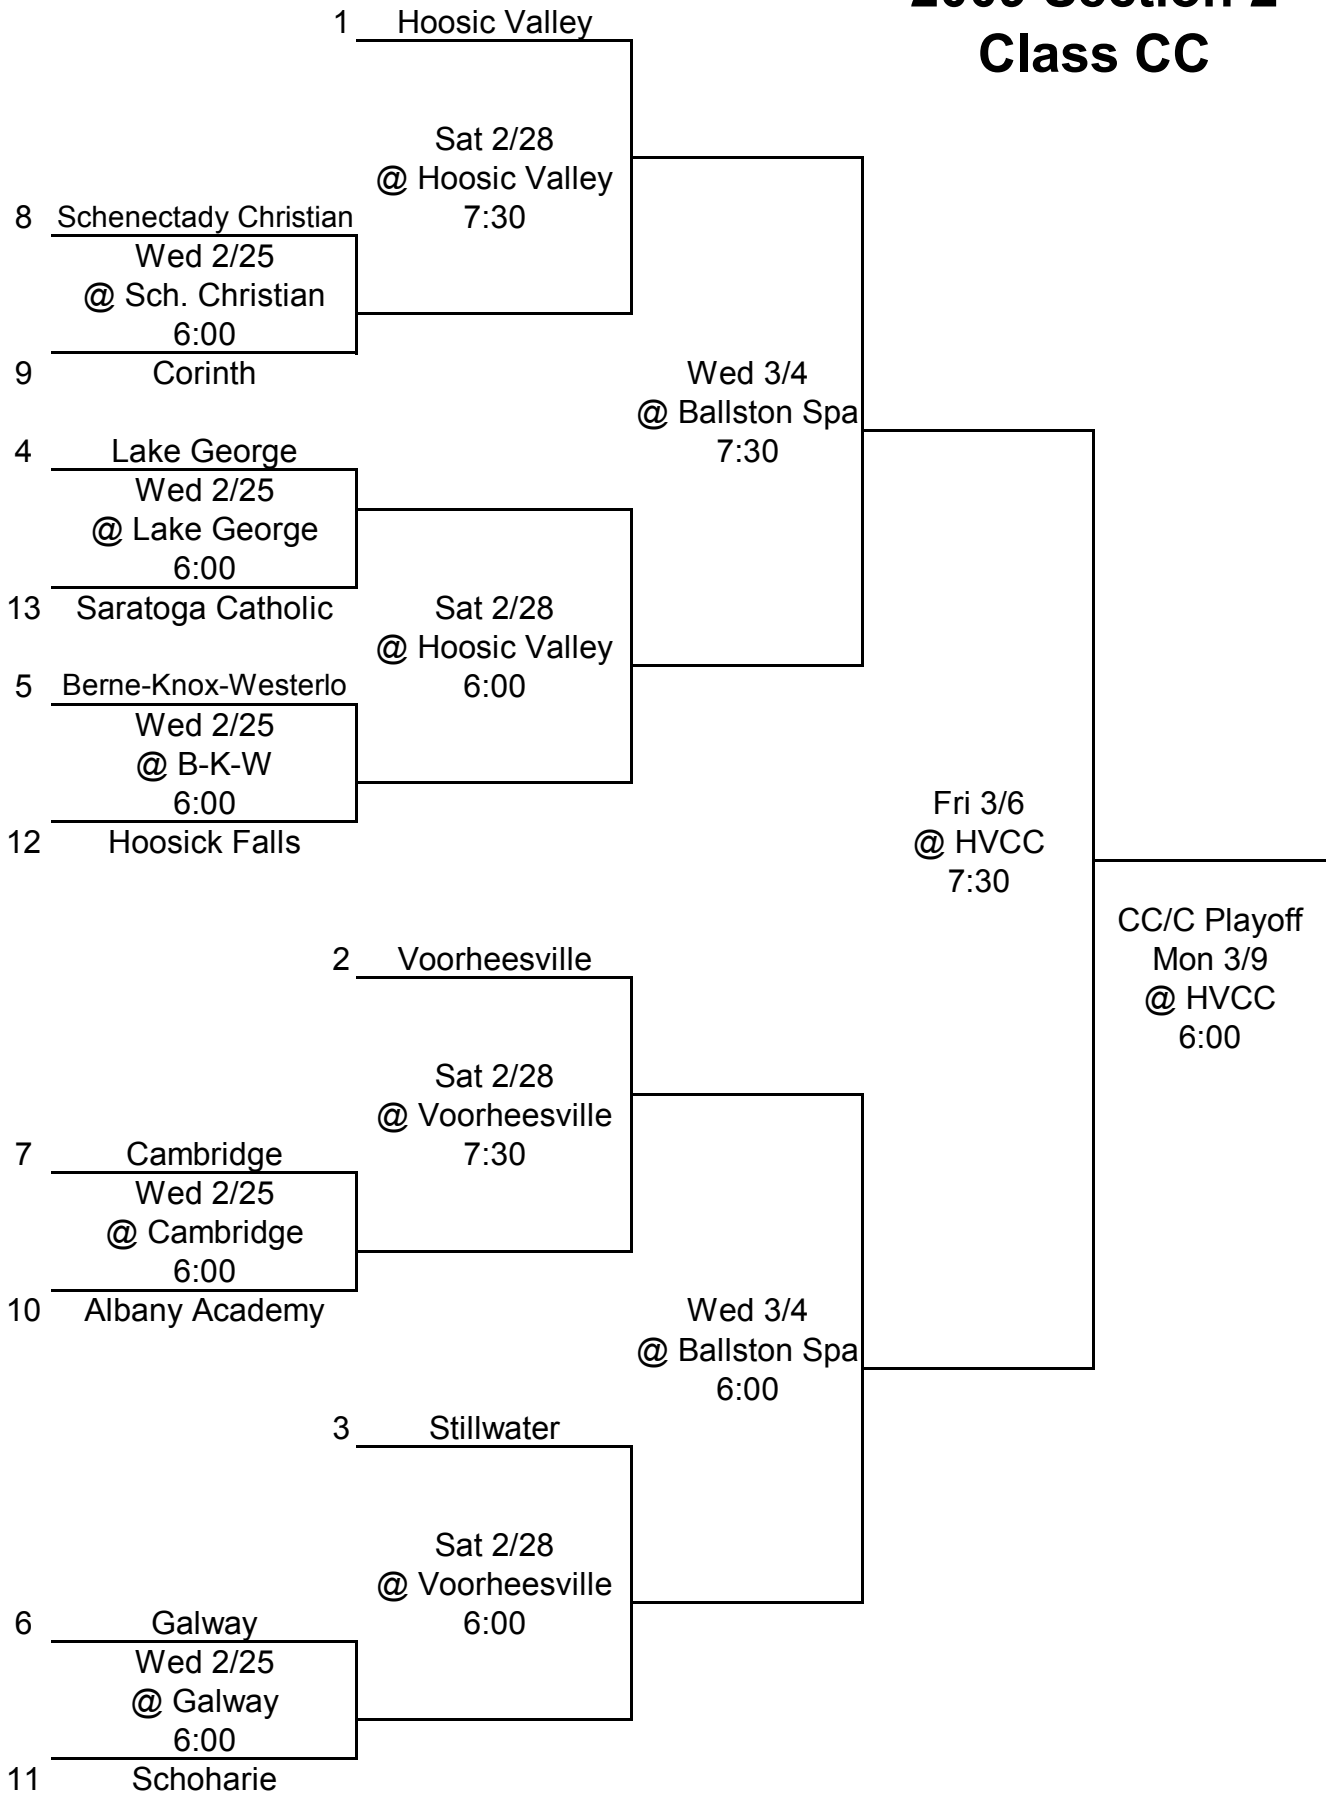 2009 Section 2
Class CC
1 Hoosic Valley
Sat 2/28
@ Hoosic Valley
7:30
8 Schenectady Christian
Wed 2/25
@ Sch. Christian
6:00
9 Corinth
Wed 3/4
@ Ballston Spa
7:30
4 Lake George
Wed 2/25
@ Lake George
6:00
13 Saratoga Catholic
Sat 2/28
@ Hoosic Valley
6:00
5 Berne-Knox-Westerlo
Wed 2/25
@ B-K-W
6:00
12 Hoosick Falls
Fri 3/6
@ HVCC
7:30
CC/C Playoff
Mon 3/9
@ HVCC
6:00
2 Voorheesville
Sat 2/28
@ Voorheesville
7:30
7 Cambridge
Wed 2/25
@ Cambridge
6:00
10 Albany Academy
Wed 3/4
@ Ballston Spa
6:00
3 Stillwater
Sat 2/28
@ Voorheesville
6:00
6 Galway
Wed 2/25
@ Galway
6:00
11 Schoharie